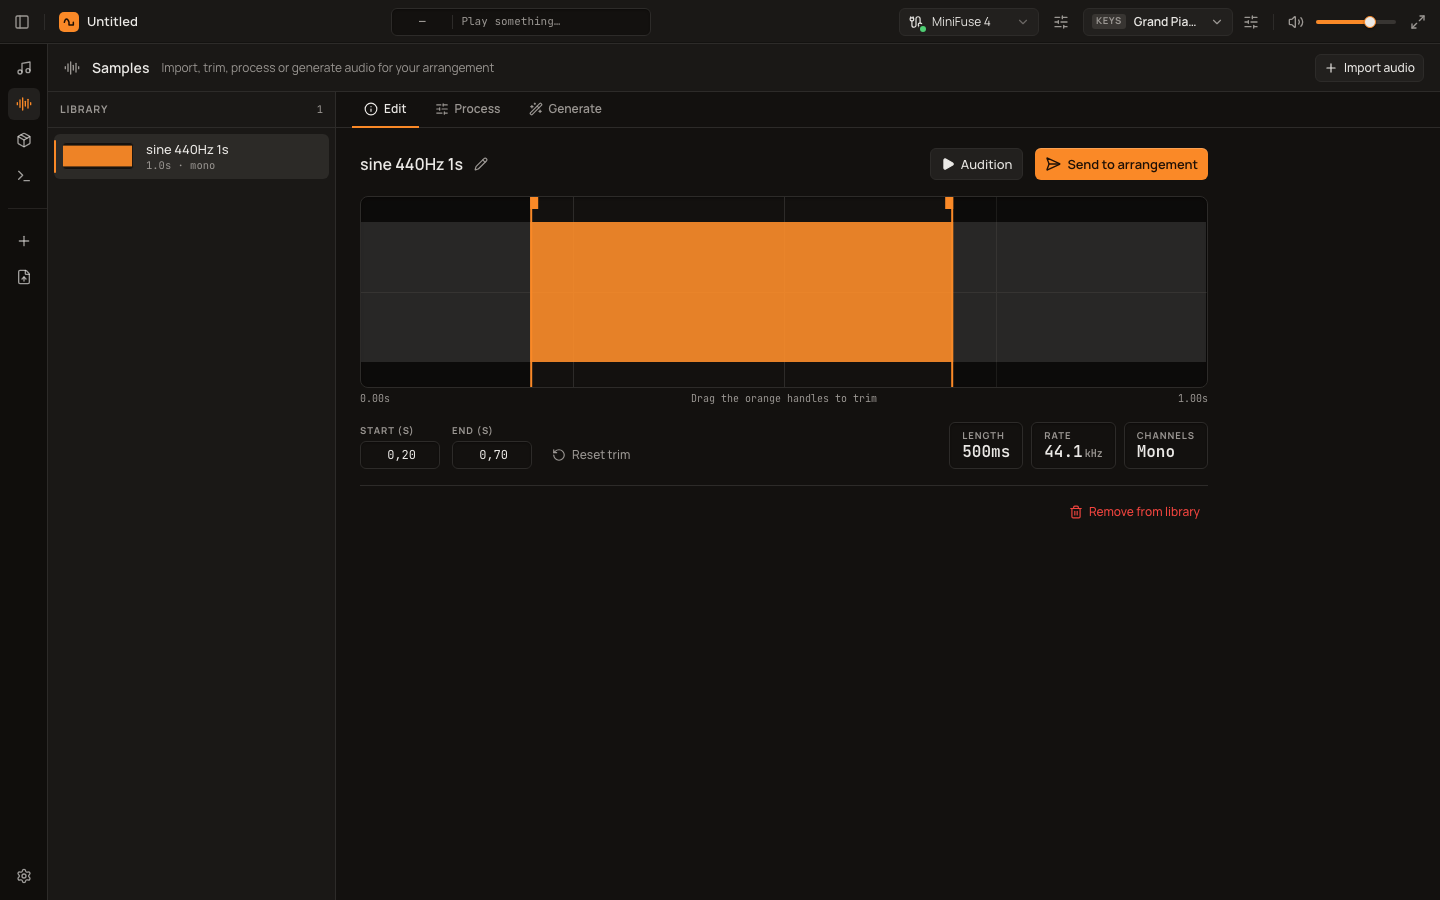 Untitled
–
Play something…
MiniFuse 4
KEYS
Grand Pia…
Samples
Import, trim, process or generate audio for your arrangement
Import audio
LIBRARY
1
Edit
Process
Generate
sine 440Hz 1s
1.0s · mono
sine 440Hz 1s
Audition
Send to arrangement
0.00s
Drag the orange handles to trim
1.00s
START (S)
END (S)
0,20
0,70
Reset trim
LENGTH
500ms
RATE
44.1 kHz
CHANNELS
Mono
Remove from library